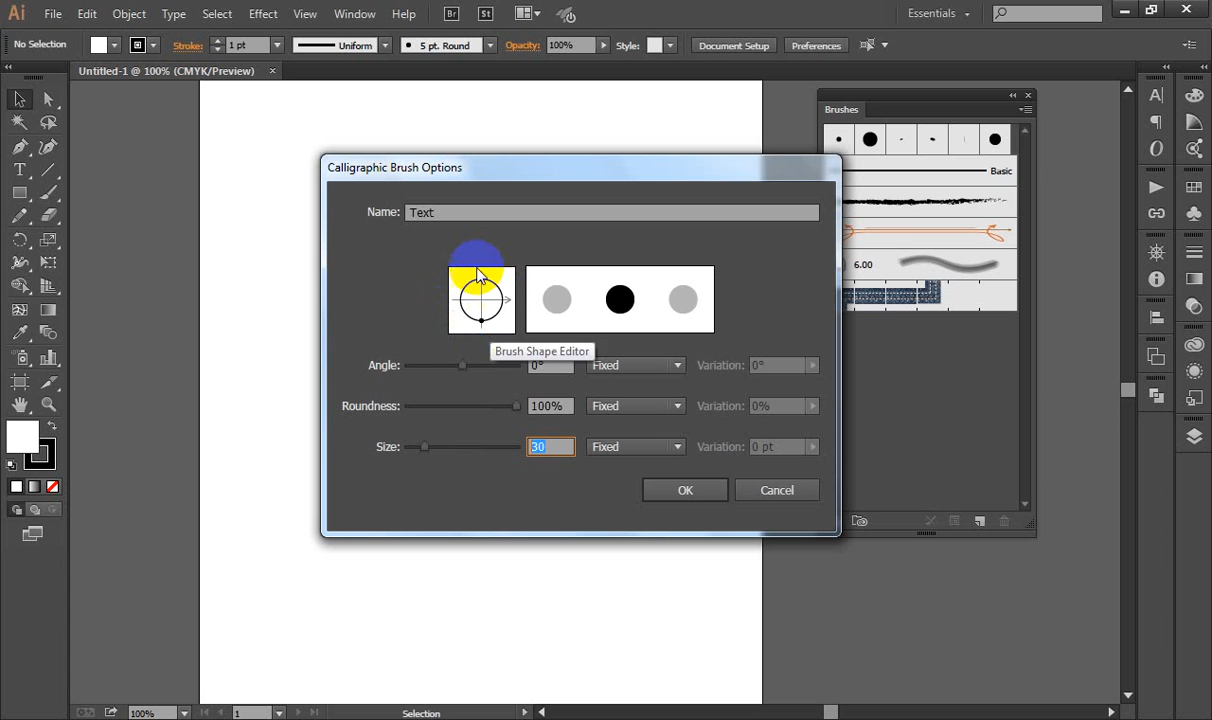 Ai File Edit Object Type Select Effect View Window Help Br St Essentials
No Selection Stroke: 1 pt Uniform 5 pt. Round Opacity: 100% Style: Document Setup Preferences
Untitled-1 @ 100% (CMYK/Preview)
Brushes
Basic
6.00
Calligraphic Brush Options
Name: Text
Brush Shape Editor
Angle: 0° Fixed Variation: 0°
Roundness: 100% Fixed Variation: 0%
Size: 30 Fixed Variation: 0 pt
OK Cancel
100% 1 Selection